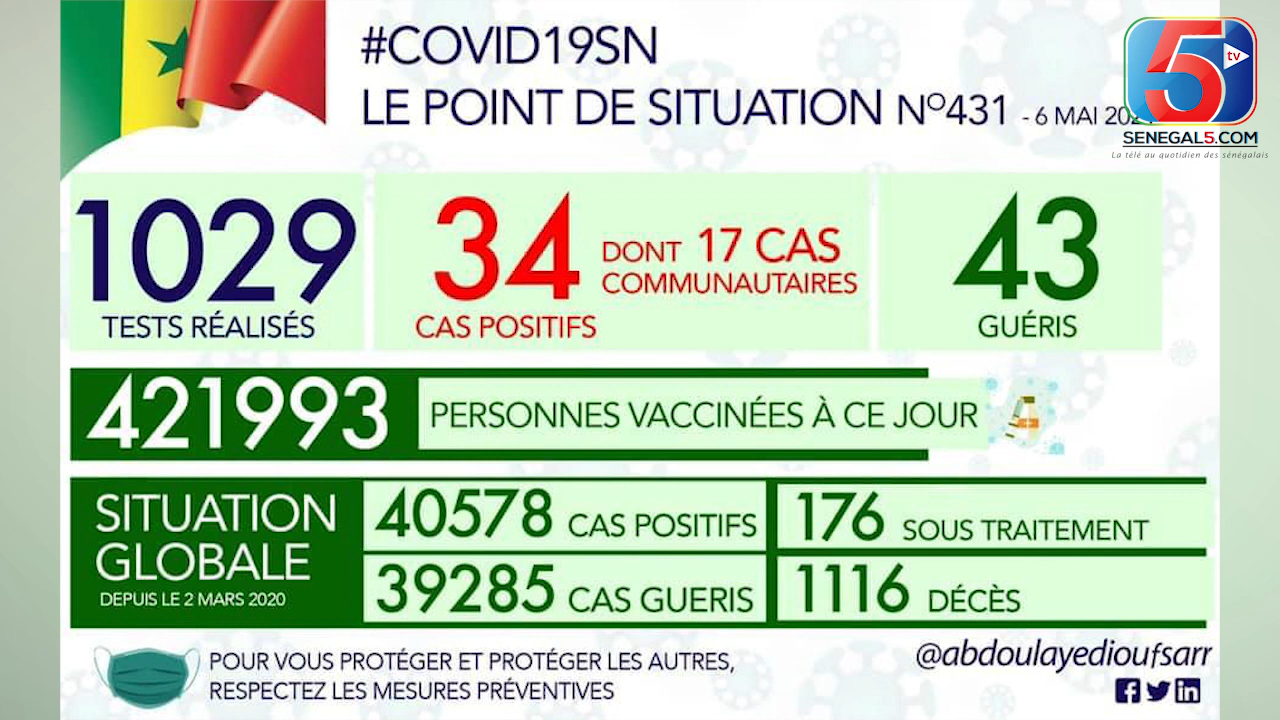 #COVID19SN
LE POINT DE SITUATION Nº431 - 6 MAI
5 tv
SENEGAL5.COM
La télé au quotidien des sénégalais
1029
TESTS RÉALISÉS
34
CAS POSITIFS
DONT 17 CAS
COMMUNAUTAIRES
43
GUÉRIS
421993 PERSONNES VACCINÉES À CE JOUR
SITUATION
GLOBALE
DEPUIS LE 2 MARS 2020
40578 CAS POSITIFS
176 SOUS TRAITEMENT
39285 CAS GUERIS
1116 DÉCÈS
POUR VOUS PROTÉGER ET PROTÉGER LES AUTRES,
RESPECTEZ LES MESURES PRÉVENTIVES
@abdoulayedioufsarr